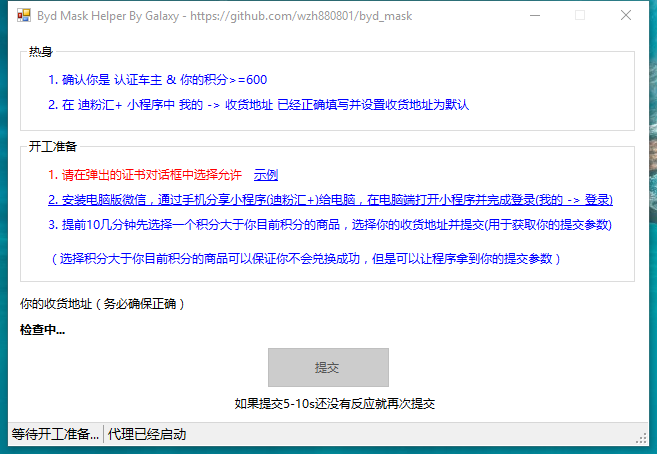 Byd Mask Helper By Galaxy - https://github.com/wzh880801/byd_mask
热身
1. 确认你是 认证车主 & 你的积分>=600
2. 在 迪粉汇+ 小程序中 我的 -> 收货地址 已经正确填写并设置收货地址为默认
开工准备
1. 请在弹出的证书对话框中选择允许 示例
2. 安装电脑版微信，通过手机分享小程序(迪粉汇+)给电脑，在电脑端打开小程序并完成登录(我的 -> 登录)
3. 提前10几分钟先选择一个积分大于你目前积分的商品，选择你的收货地址并提交(用于获取你的提交参数)
（选择积分大于你目前积分的商品可以保证你不会兑换成功，但是可以让程序拿到你的提交参数）
你的收货地址（务必确保正确）
检查中...
提交
如果提交5-10s还没有反应就再次提交
等待开工准备... 代理已经启动